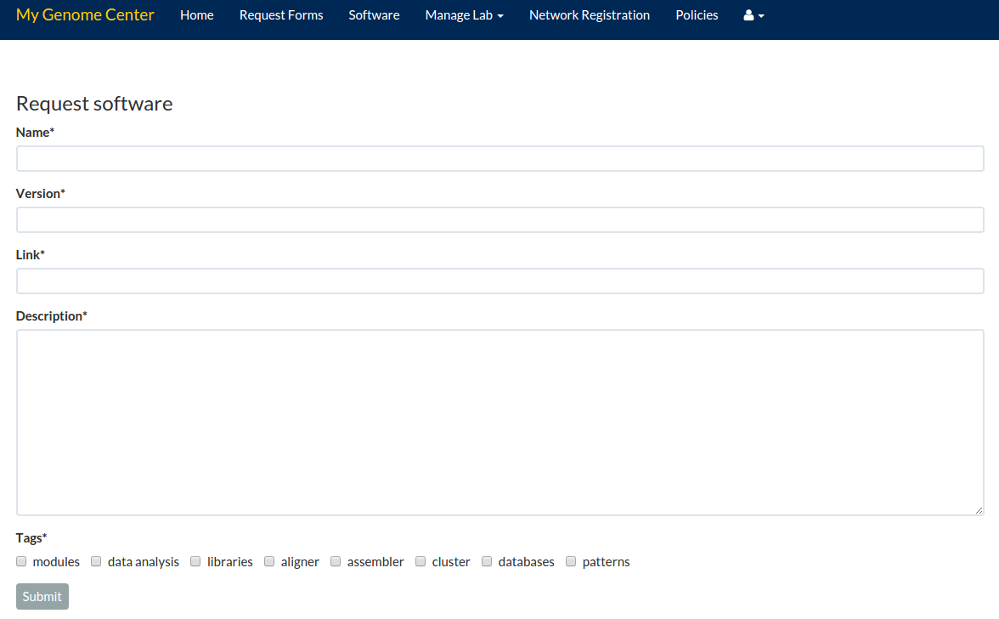 My Genome Center Home Request Forms Software Manage Lab Network Registration Policies
Request software
Name*
Version*
Link*
Description*
Tags*
modules data analysis libraries aligner assembler cluster databases patterns
Submit